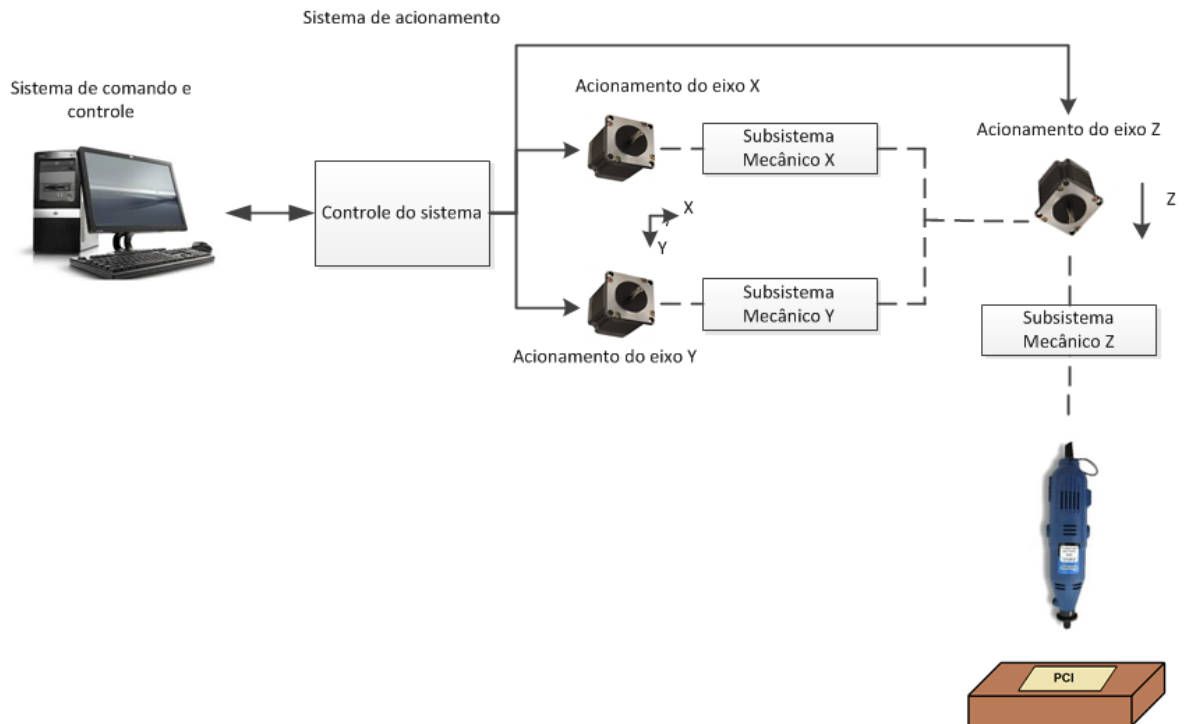 Sistema de acionamento
Sistema de comando e
controle
Acionamento do eixo X
Subsistema
Mecânico X
Acionamento do eixo Z
Controle do sistema
X
Y
Z
Subsistema
Mecânico Y
Acionamento do eixo Y
Subsistema
Mecânico Z
PCI